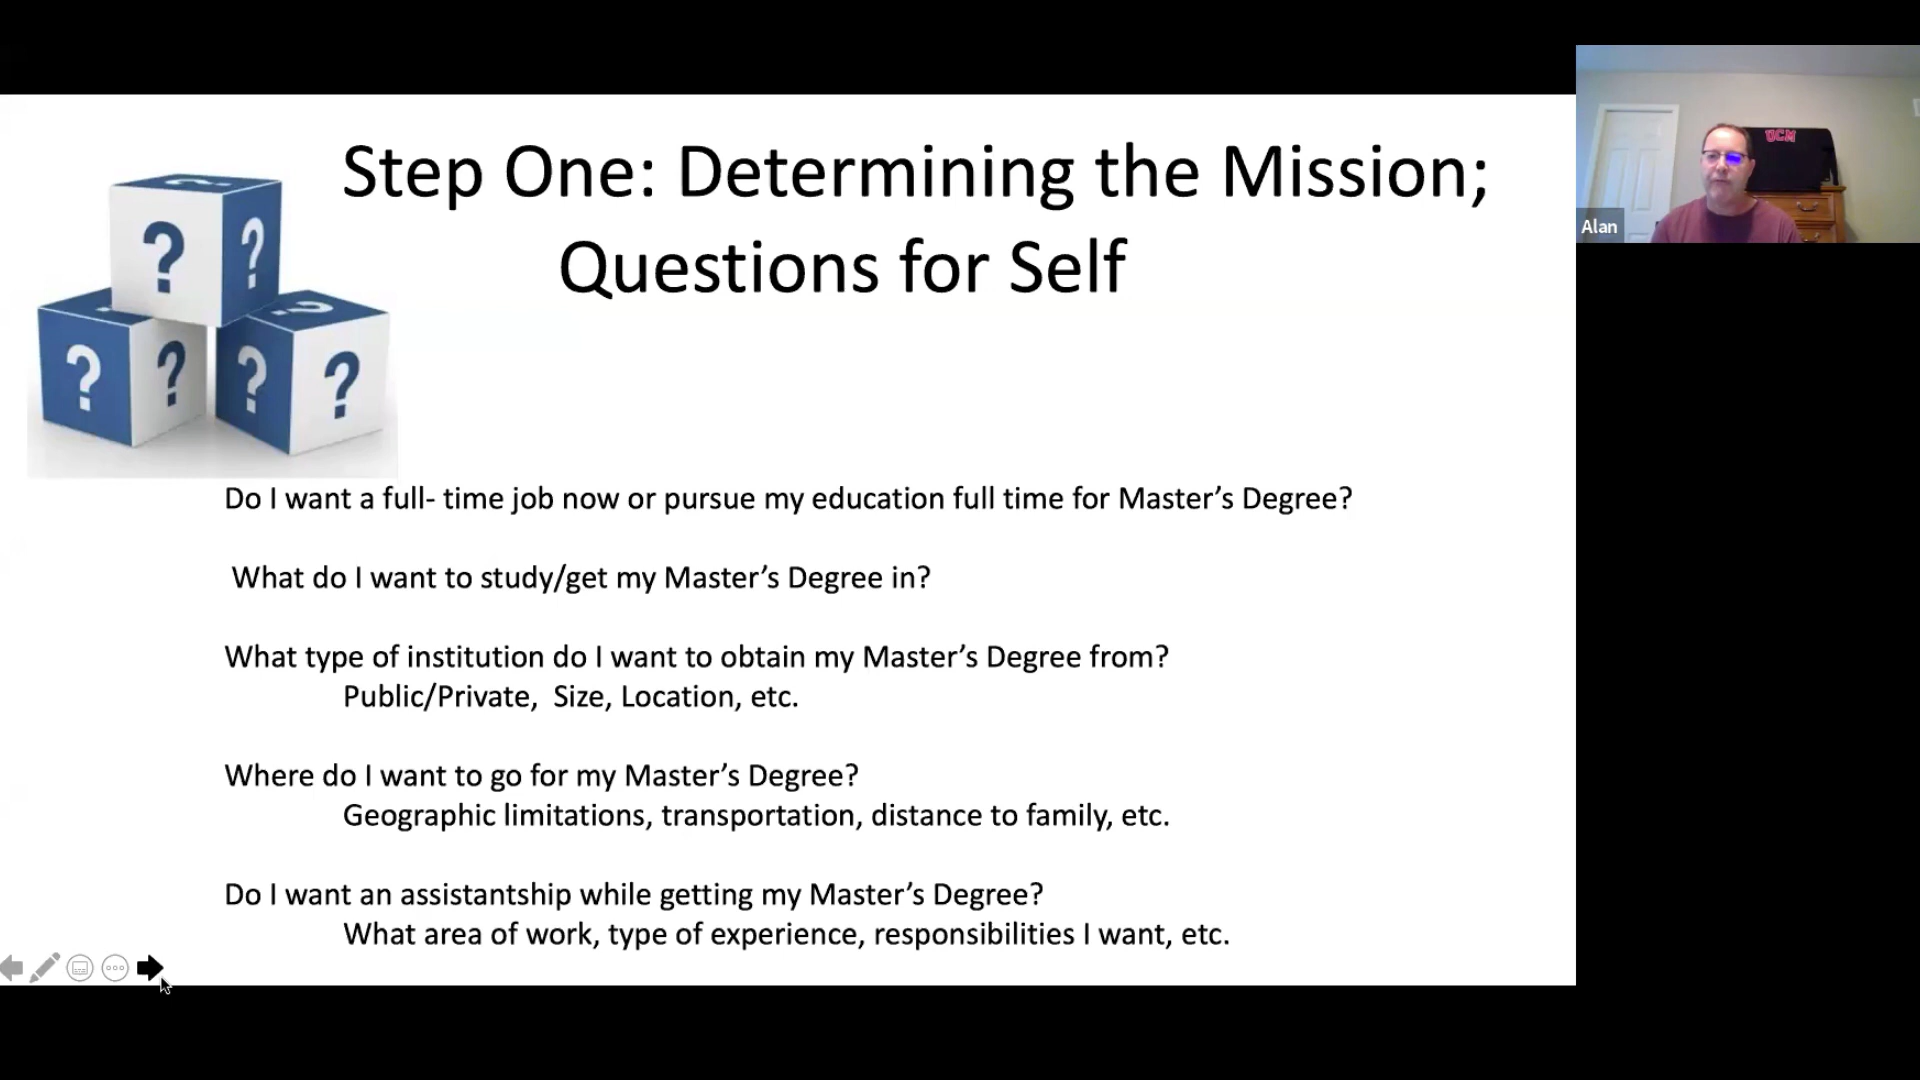 Step One: Determining the Mission;
Questions for Self
?
?
?
?
?
?
?
?
Do I want a full- time job now or pursue my education full time for Master’s Degree?
What do I want to study/get my Master’s Degree in?
What type of institution do I want to obtain my Master’s Degree from?
Public/Private,  Size, Location, etc.
Where do I want to go for my Master’s Degree?
Geographic limitations, transportation, distance to family, etc.
Do I want an assistantship while getting my Master’s Degree?
What area of work, type of experience, responsibilities I want, etc.
UCM
Alan